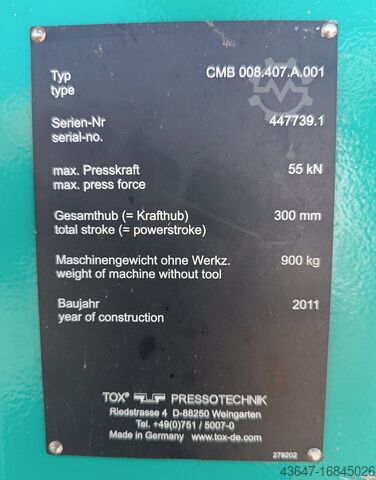 Typ CMB 008.407.A.001
type
Serien-Nr 447739.1
serial-no.
max. Presskraft 55 kN
max. press force
Gesamthub (= Krafthub) 300 mm
total stroke (= powerstroke)
Maschinengewicht ohne Werkz. 900 kg
weight of machine without tool
Baujahr 2011
year of construction
TOX® PRESSOTECHNIK
Riedstrasse 4 D-88250 Weingarten
Tel. +49(0)751 / 5007-0
Made in Germany www.tox-de.com
279202
43647-16845026